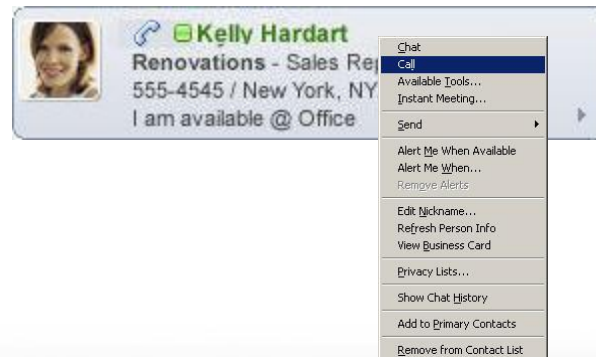 Kelly Hardart
Renovations - Sales Rep
555-4545 / New York, NY
I am available @ Office
Chat
Call
Available Tools...
Instant Meeting...
Send
Alert Me When Available
Alert Me When...
Remove Alerts
Edit Nickname...
Refresh Person Info
View Business Card
Privacy Lists...
Show Chat History
Add to Primary Contacts
Remove from Contact List